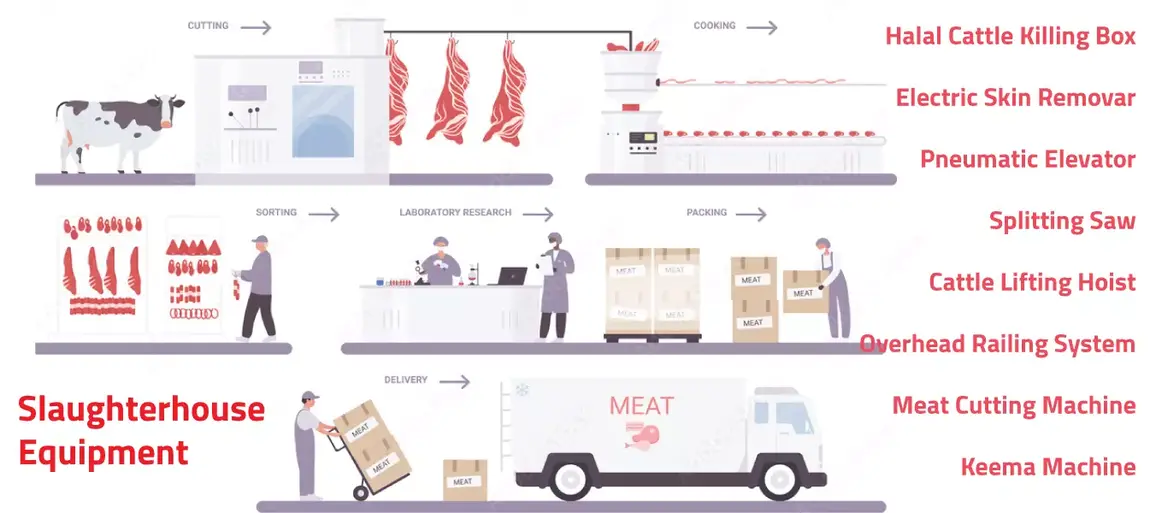 CUTTING
COOKING
Halal Cattle Killing Box
Electric Skin Removar
Pneumatic Elevator
Splitting Saw
Cattle Lifting Hoist
Overhead Railing System
Meat Cutting Machine
Keema Machine
SORTING
LABORATORY RESEARCH
PACKING
MEAT
MEAT
MEAT
MEAT
MEAT
MEAT
MEAT
DELIVERY
Slaughterhouse
Equipment
MEAT
MEAT
MEAT
MEAT